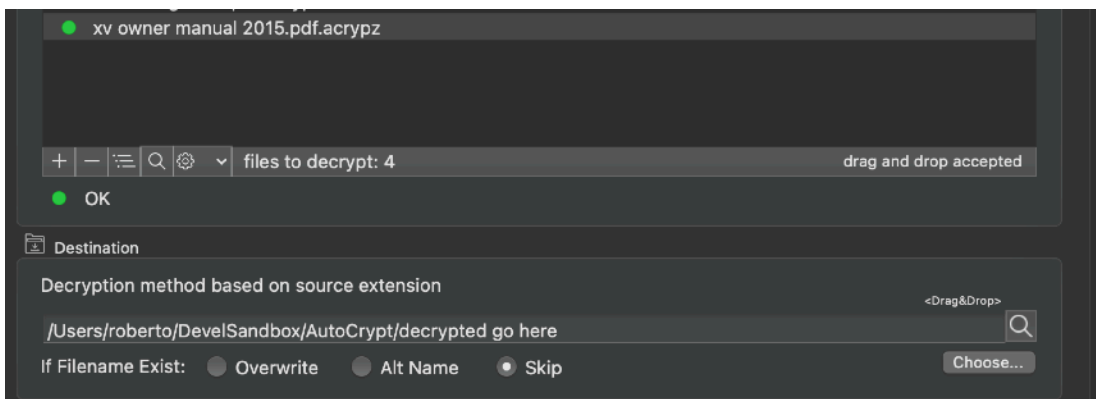 xv owner manual 2015.pdf.acrypz
files to decrypt: 4 drag and drop accepted
OK
Destination
Decryption method based on source extension
<Drag&Drop>
/Users/roberto/DevelSandbox/AutoCrypt/decrypted go here
If Filename Exist: Overwrite Alt Name Skip Choose...